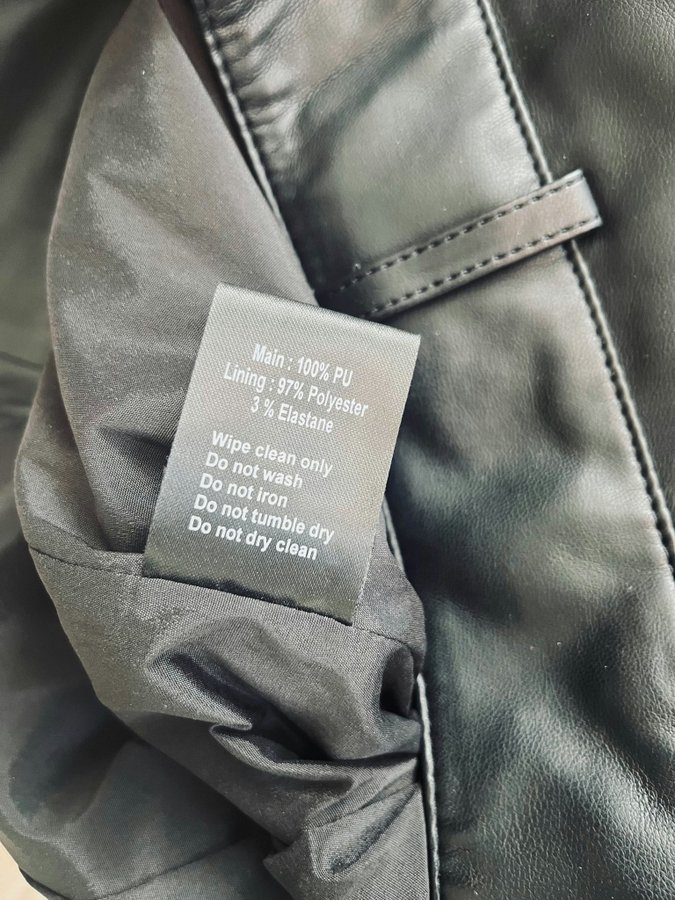 Main : 100% PU
Lining : 97% Polyester
3 % Elastane
Wipe clean only
Do not wash
Do not iron
Do not tumble dry
Do not dry clean